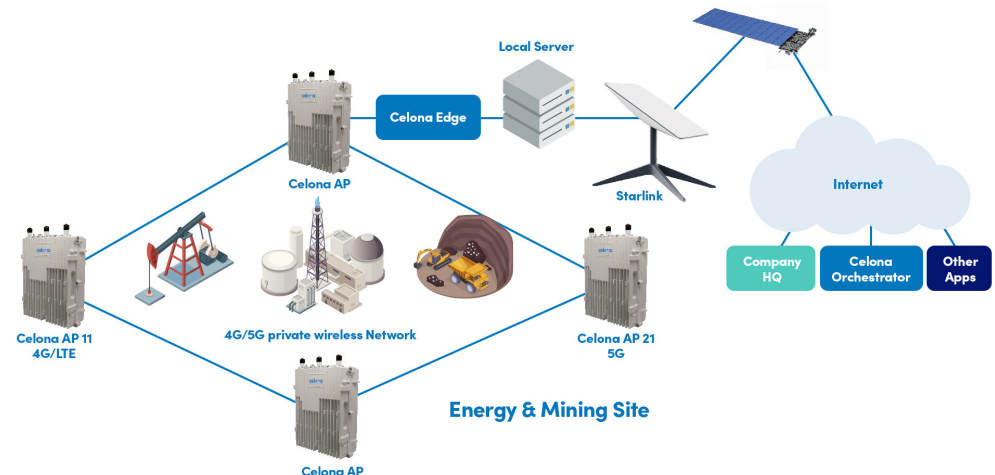 Local Server
Celona Edge
Celona AP
Starlink
Internet
Company
HQ
Celona
Orchestrator
Other
Apps
Celona AP 11
4G/LTE
4G/5G private wireless Network
Celona AP 21
5G
Energy & Mining Site
Celona AP